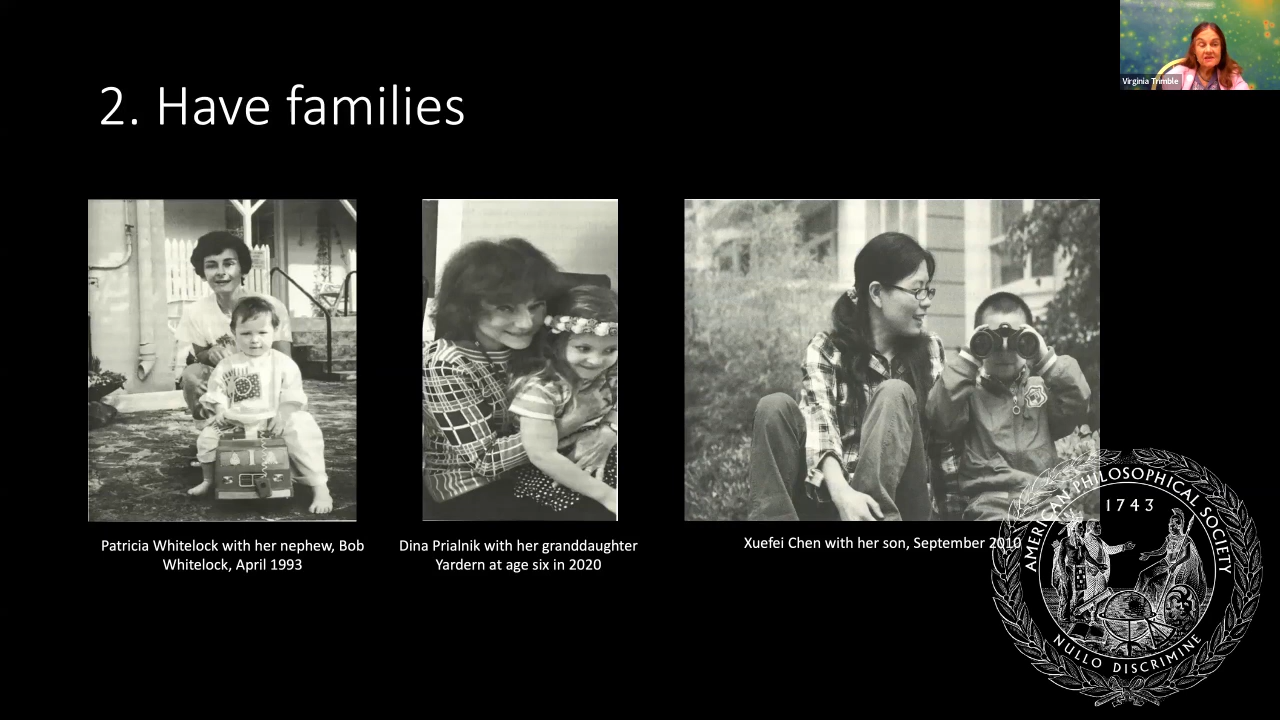 Virginia Trimble
2. Have families
Patricia Whitelock with her nephew, Bob
Whitelock, April 1993
Dina Prialnik with her granddaughter
Yardern at age six in 2020
Xuefei Chen with her son, September 2010
AMERICAN PHILOSOPHICAL SOCIETY
1743
NULLO DISCRIMINE